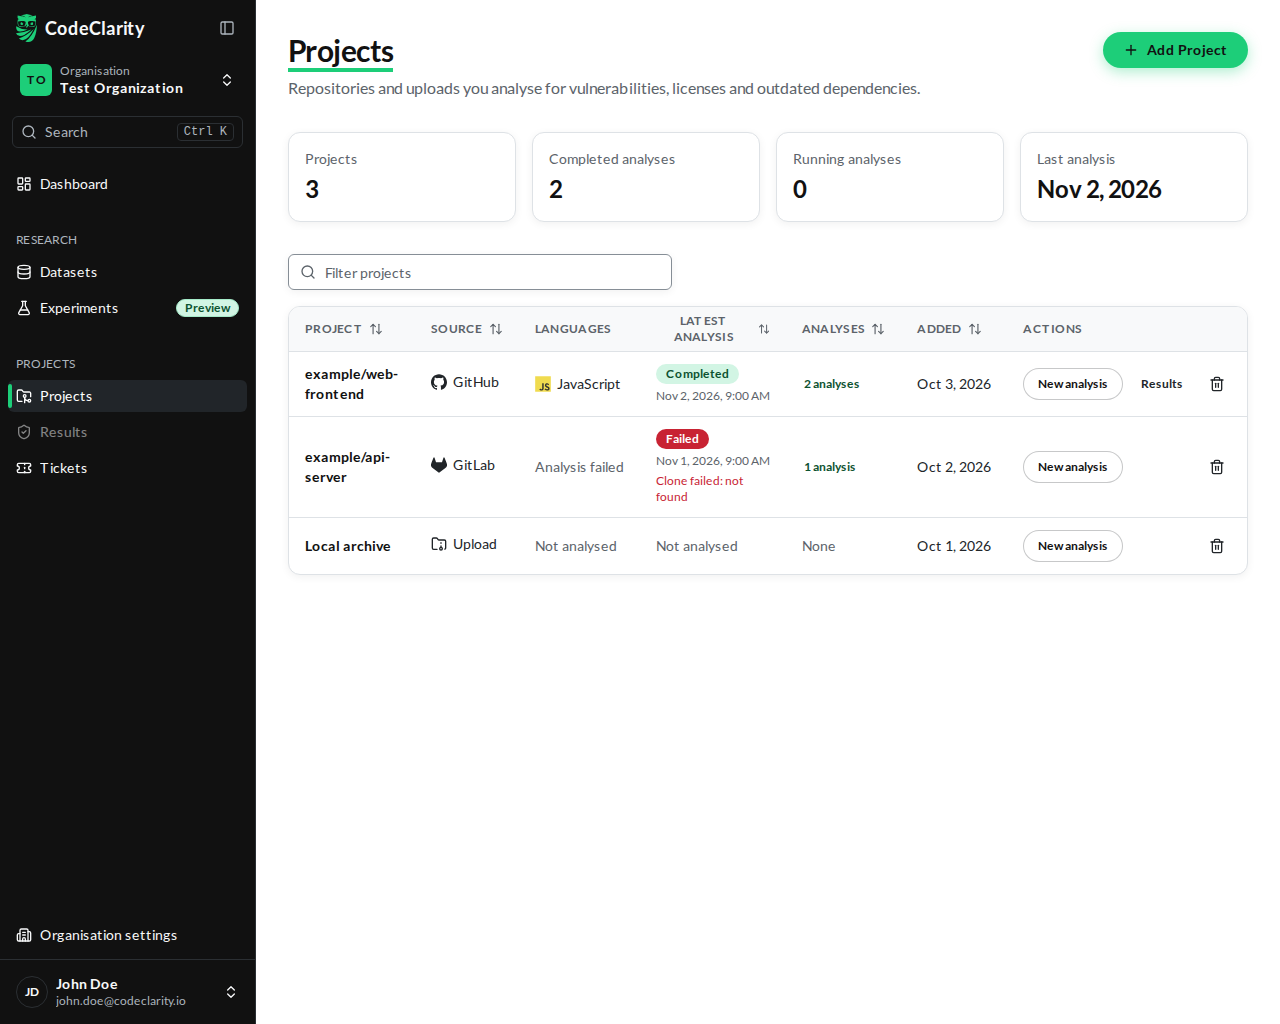 CodeClarity
TO
Organisation
Test Organization
Search
Ctrl K
Dashboard
RESEARCH
Datasets
Experiments
Preview
PROJECTS
Projects
Results
Tickets
Organisation settings
JD
John Doe
john.doe@codeclarity.io
Projects
Add Project
Repositories and uploads you analyse for vulnerabilities, licenses and outdated dependencies.
Projects
3
Completed analyses
2
Running analyses
0
Last analysis
Nov 2, 2026
Filter projects
PROJECT
SOURCE
LANGUAGES
LATEST
ANALYSIS
ANALYSES
ADDED
ACTIONS
example/web-
frontend
GitHub
JS
JavaScript
Completed
Nov 2, 2026, 9:00 AM
2 analyses
Oct 3, 2026
New analysis
Results
example/api-
server
GitLab
Analysis failed
Failed
Nov 1, 2026, 9:00 AM
Clone failed: not
found
1 analysis
Oct 2, 2026
New analysis
Local archive
Upload
Not analysed
Not analysed
None
Oct 1, 2026
New analysis